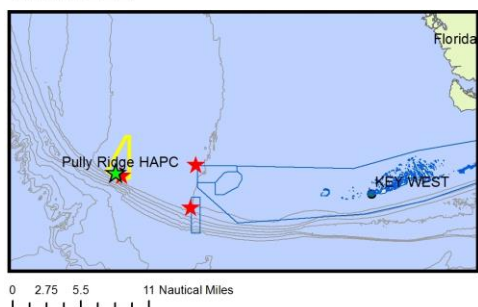 Florida
Pully Ridge HAPC
KEY WEST
0 2.75 5.5 11 Nautical Miles